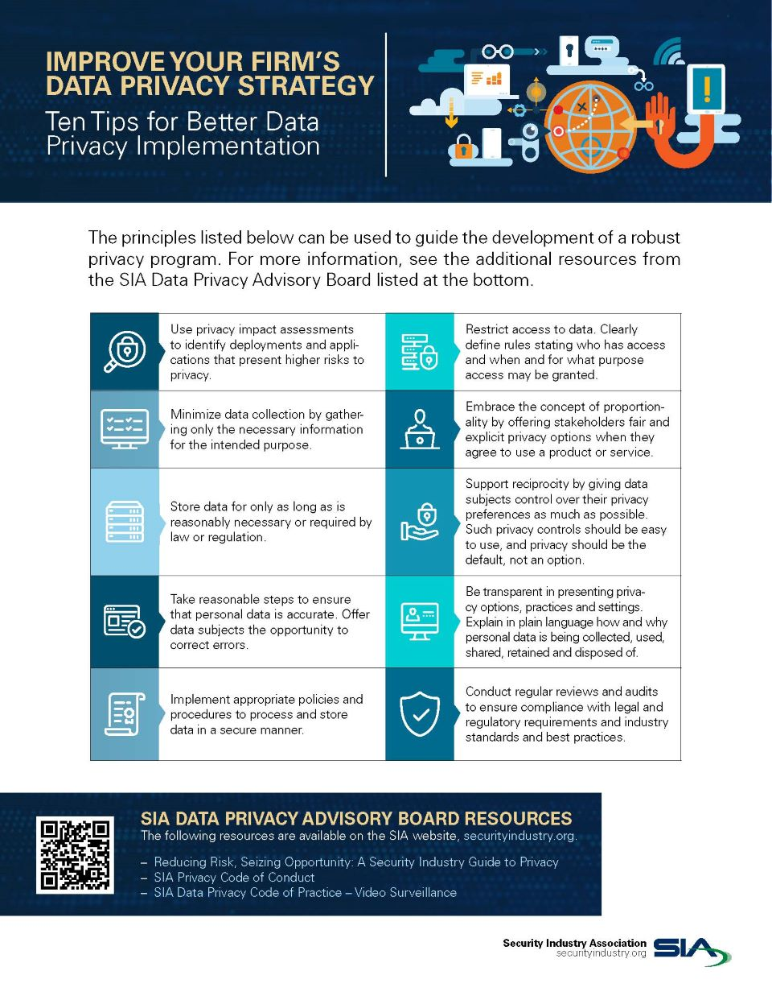 IMPROVE YOUR FIRM'S
DATA PRIVACY STRATEGY
Ten Tips for Better Data
Privacy Implementation
The principles listed below can be used to guide the development of a robust
privacy program. For more information, see the additional resources from
the SIA Data Privacy Advisory Board listed at the bottom.
Use privacy impact assessments
to identify deployments and appli-
cations that present higher risks to
privacy.
Restrict access to data. Clearly
define rules stating who has access
and when and for what purpose
access may be granted.
Minimize data collection by gather-
ing only the necessary information
for the intended purpose.
Embrace the concept of proportion-
ality by offering stakeholders fair and
explicit privacy options when they
agree to use a product or service.
Store data for only as long as is
reasonably necessary or required by
law or regulation.
Support reciprocity by giving data
subjects control over their privacy
preferences as much as possible.
Such privacy controls should be easy
to use, and privacy should be the
default, not an option.
Take reasonable steps to ensure
that personal data is accurate. Offer
data subjects the opportunity to
correct errors.
Be transparent in presenting priva-
cy options, practices and settings.
Explain in plain language how and why
personal data is being collected, used,
shared, retained and disposed of.
Implement appropriate policies and
procedures to process and store
data in a secure manner.
Conduct regular reviews and audits
to ensure compliance with legal and
regulatory requirements and industry
standards and best practices.
SIA DATA PRIVACY ADVISORY BOARD RESOURCES
The following resources are available on the SIA website, securityindustry.org.
– Reducing Risk, Seizing Opportunity: A Security Industry Guide to Privacy
– SIA Privacy Code of Conduct
– SIA Data Privacy Code of Practice – Video Surveillance
Security Industry Association
securityindustry.org
SIA